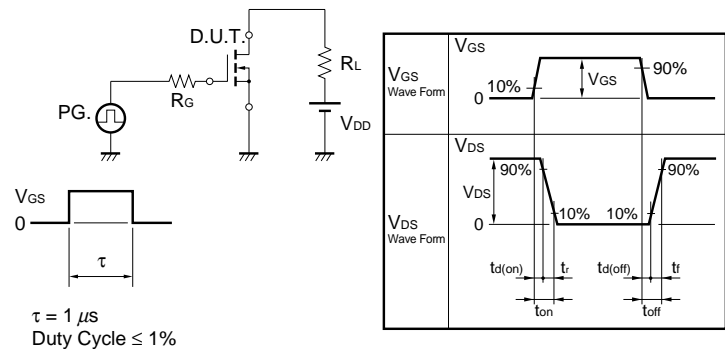 D.U.T.
RL
RG
PG.
VDD
VGS
0
τ
τ = 1 μs
Duty Cycle ≤ 1%
VGS
Wave Form
VGS
10%
VGS
90%
0
VDS
Wave Form
VDS
90%
90%
VDS
10%
10%
0
td(on)
tr
td(off)
tf
ton
toff